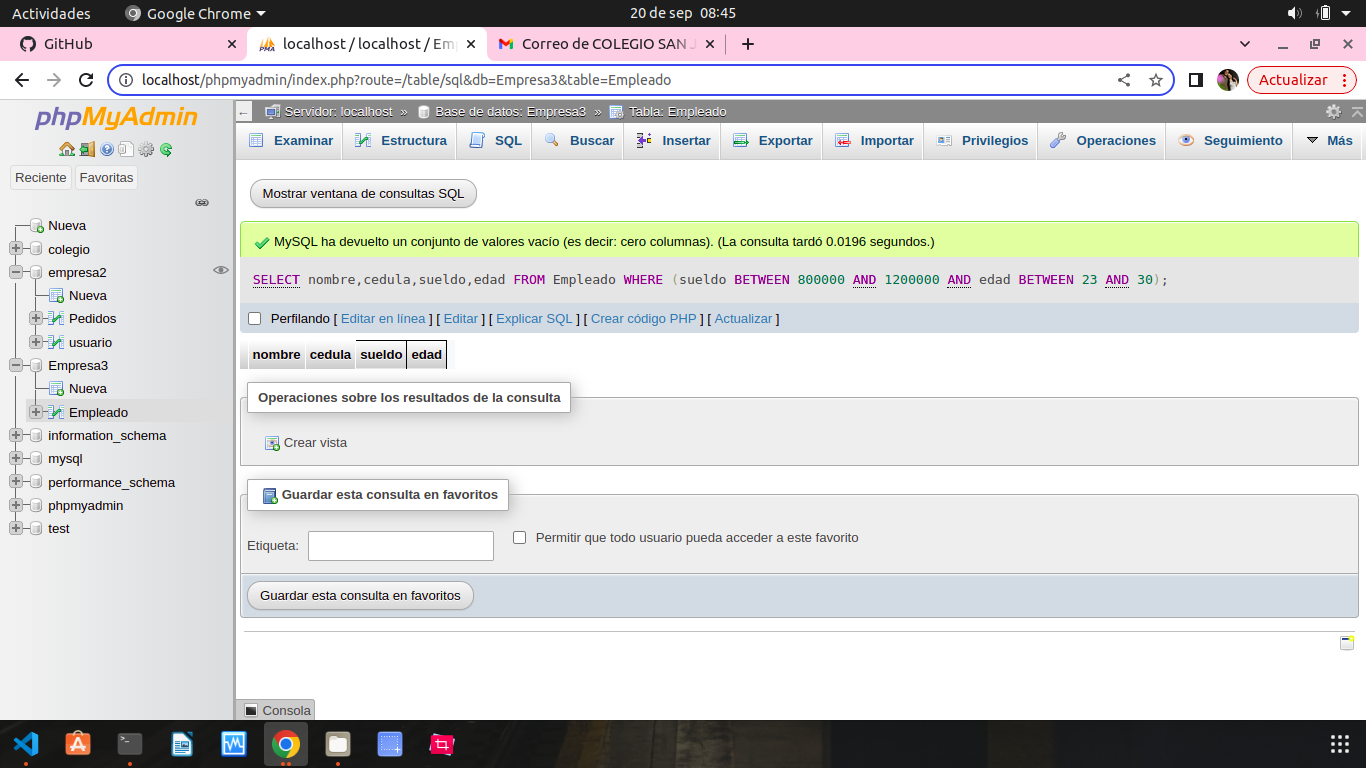 Actividades
Google Chrome
20 de sep 08:45
GitHub
localhost / localhost / Em
Correo de COLEGIO SAN J
localhost/phpmyadmin/index.php?route=/table/sql&db=Empresa3&table=Empleado
Actualizar
phpMyAdmin
Reciente
Favoritas
Nueva
colegio
empresa2
Nueva
Pedidos
usuario
Empresa3
Nueva
Empleado
information_schema
mysql
performance_schema
phpmyadmin
test
Servidor: localhost » Base de datos: Empresa3 » Tabla: Empleado
Examinar Estructura SQL Buscar Insertar Exportar Importar Privilegios Operaciones Seguimiento Más
Mostrar ventana de consultas SQL
MySQL ha devuelto un conjunto de valores vacío (es decir: cero columnas). (La consulta tardó 0.0196 segundos.)
SELECT nombre,cedula,sueldo,edad FROM Empleado WHERE (sueldo BETWEEN 800000 AND 1200000 AND edad BETWEEN 23 AND 30);
Perfilando [ Editar en línea ] [ Editar ] [ Explicar SQL ] [ Crear código PHP ] [ Actualizar ]
nombre cedula sueldo edad
Operaciones sobre los resultados de la consulta
Crear vista
Guardar esta consulta en favoritos
Etiqueta:
Permitir que todo usuario pueda acceder a este favorito
Guardar esta consulta en favoritos
Consola